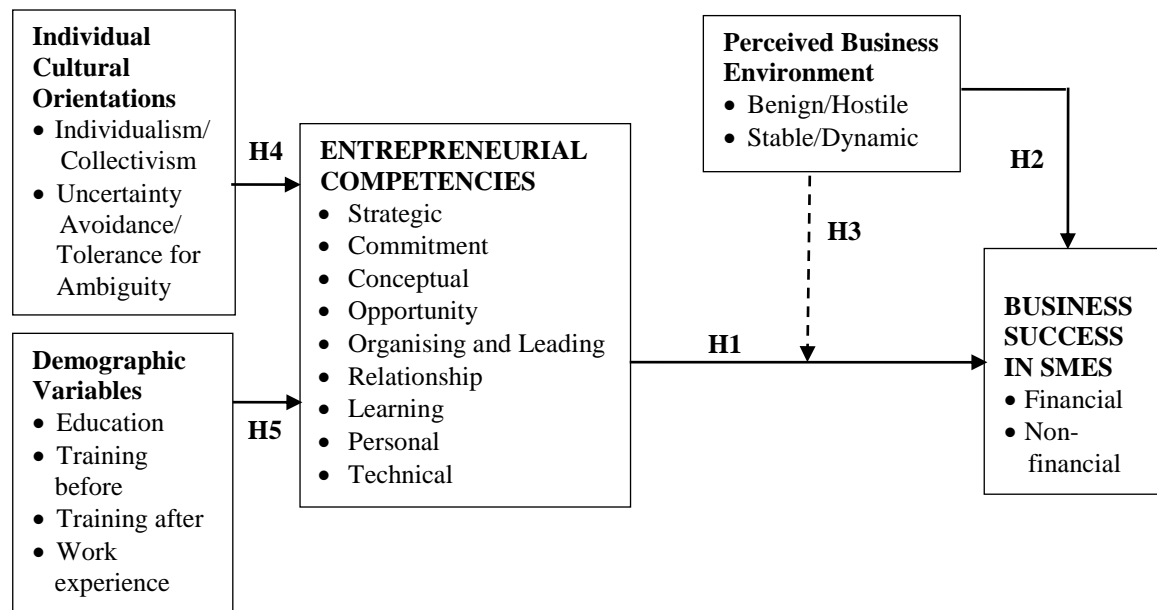 Individual
Cultural
Orientations
• Individualism/
Collectivism
• Uncertainty
Avoidance/
Tolerance for
Ambiguity
H4
Demographic
Variables
• Education
• Training
before
• Training after
• Work
experience
H5
ENTREPRENEURIAL
COMPETENCIES
• Strategic
• Commitment
• Conceptual
• Opportunity
• Organising and Leading
• Relationship
• Learning
• Personal
• Technical
Perceived Business
Environment
• Benign/Hostile
• Stable/Dynamic
H2
H3
H1
BUSINESS
SUCCESS
IN SMES
• Financial
• Non-
financial